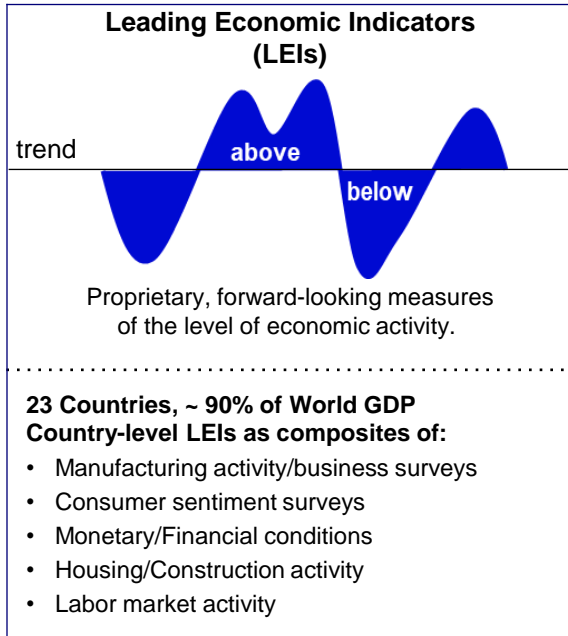 Leading Economic Indicators
(LEIs)
trend
above
below
Proprietary, forward-looking measures
of the level of economic activity.
23 Countries, ~ 90% of World GDP
Country-level LEIs as composites of:
• Manufacturing activity/business surveys
• Consumer sentiment surveys
• Monetary/Financial conditions
• Housing/Construction activity
• Labor market activity